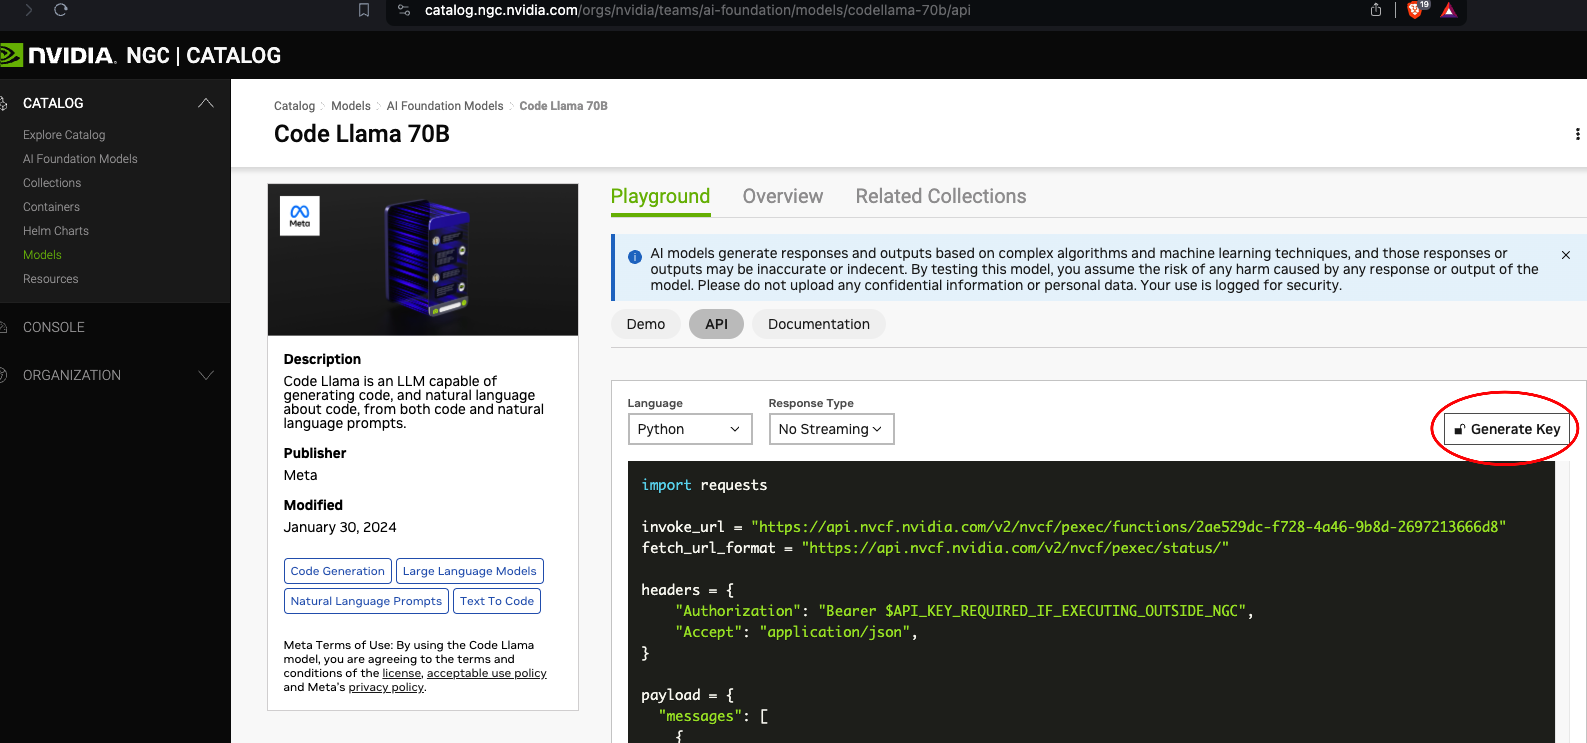 catalog.ngc.nvidia.com/orgs/nvidia/teams/ai-foundation/models/codellama-70b/api
19
NVIDIA. NGC | CATALOG
CATALOG
Explore Catalog
AI Foundation Models
Collections
Containers
Helm Charts
Models
Resources
CONSOLE
ORGANIZATION
Catalog > Models > AI Foundation Models > Code Llama 70B
Code Llama 70B
Meta
Description
Code Llama is an LLM capable of
generating code, and natural language
about code, from both code and natural
language prompts.
Publisher
Meta
Modified
January 30, 2024
Code Generation
Large Language Models
Natural Language Prompts
Text To Code
Meta Terms of Use: By using the Code Llama
model, you are agreeing to the terms and
conditions of the license, acceptable use policy
and Meta's privacy policy.
Playground Overview Related Collections
AI models generate responses and outputs based on complex algorithms and machine learning techniques, and those responses or
outputs may be inaccurate or indecent. By testing this model, you assume the risk of any harm caused by any response or output of the
model. Please do not upload any confidential information or personal data. Your use is logged for security.
Demo API Documentation
Language Response Type
Python No Streaming Generate Key
import requests
invoke_url = "https://api.nvcf.nvidia.com/v2/nvcf/pexec/functions/2ae529dc-f728-4a46-9b8d-2697213666d8"
fetch_url_format = "https://api.nvcf.nvidia.com/v2/nvcf/pexec/status/"
headers = {
"Authorization": "Bearer $API_KEY_REQUIRED_IF_EXECUTING_OUTSIDE_NGC",
"Accept": "application/json",
}
payload = {
"messages": [
{